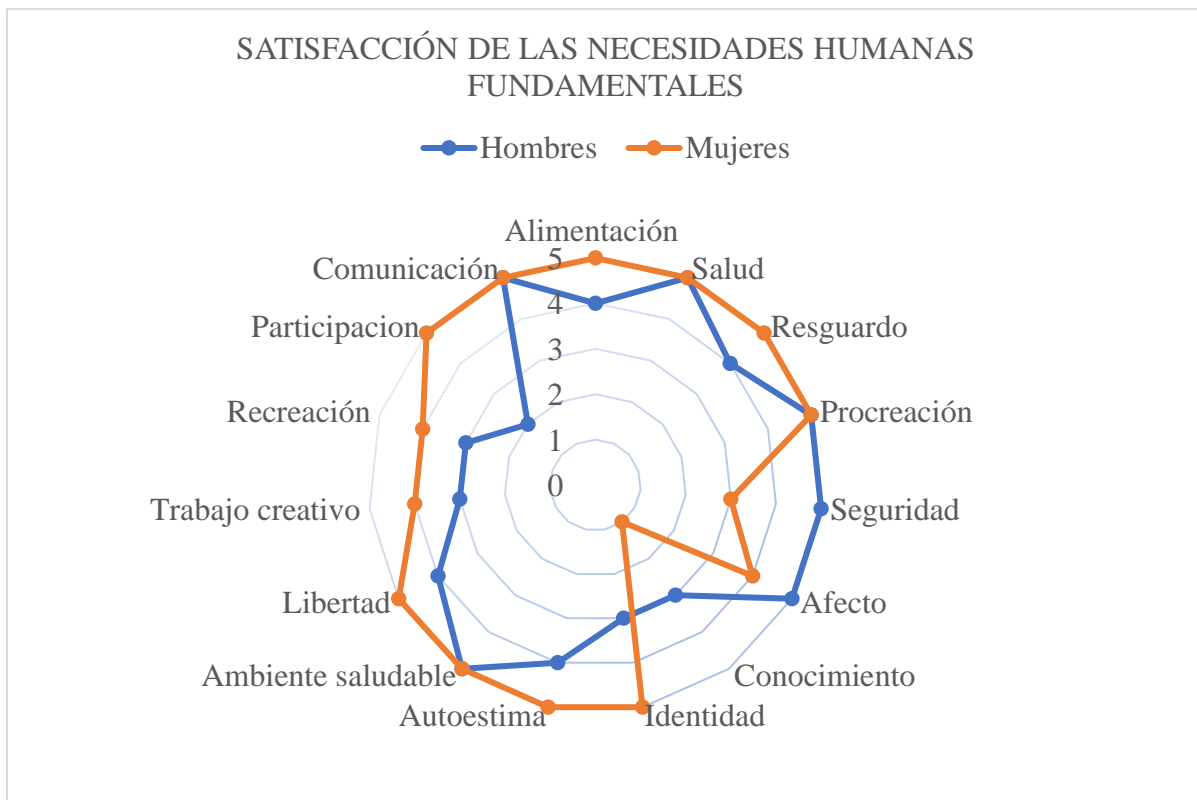 SATISFACCIÓN DE LAS NECESIDADES HUMANAS
FUNDAMENTALES
Hombres Mujeres
Alimentación
Salud
Resguardo
Procreación
Seguridad
Afecto
Conocimiento
Identidad
Autoestima
Ambiente saludable
Libertad
Trabajo creativo
Recreación
Participacion
Comunicación
5
4
3
2
1
0